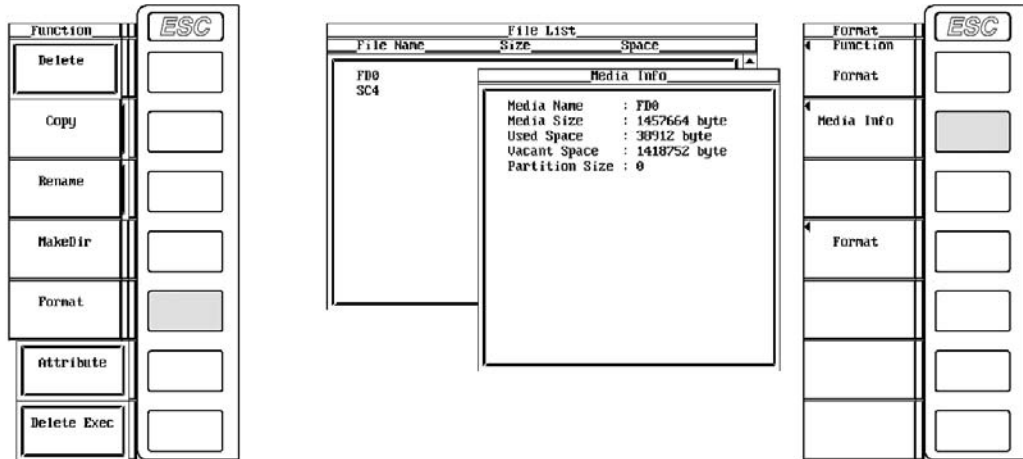 Function
ESC
Delete
Copy
Rename
MakeDir
Format
Attribute
Delete Exec
File List
File Name Size Space
FD0
SC4
Media Info
Media Name : FD0
Media Size : 1457664 byte
Used Space : 38912 byte
Vacant Space : 1418752 byte
Partition Size : 0
Format
ESC
Function
Format
Media Info
Format